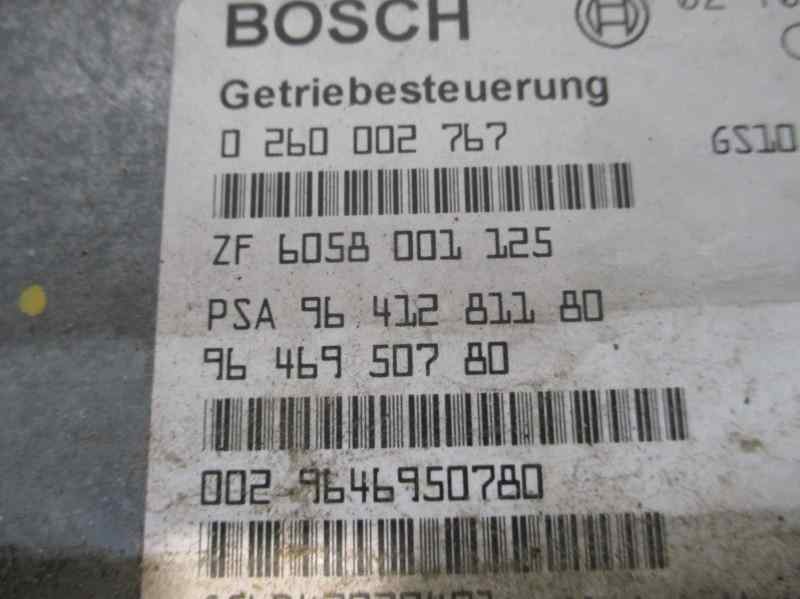 BOSCH
Getriebesteuerung
0 260 002 767 GS10
ZF 6058 001 125
PSA 96 412 811 80
96 469 507 80
002 9646950780